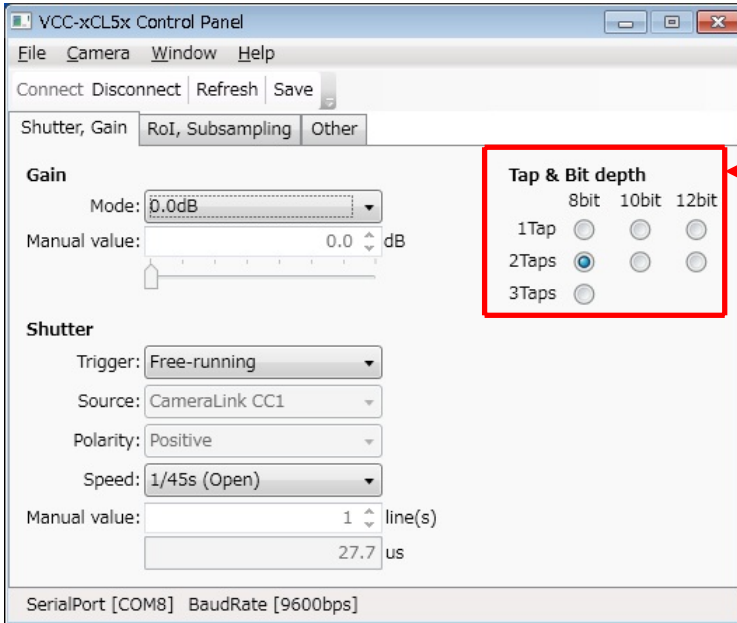 VCC-xCL5x Control Panel
File Camera Window Help
Connect Disconnect Refresh Save
Shutter, Gain RoI, Subsampling Other
Gain
Mode: 0.0dB
Manual value: 0.0 dB
Tap & Bit depth
8bit 10bit 12bit
1Tap
2Taps
3Taps
Shutter
Trigger: Free-running
Source: CameraLink CC1
Polarity: Positive
Speed: 1/45s (Open)
Manual value: 1 line(s)
27.7 us
SerialPort [COM8] BaudRate [9600bps]